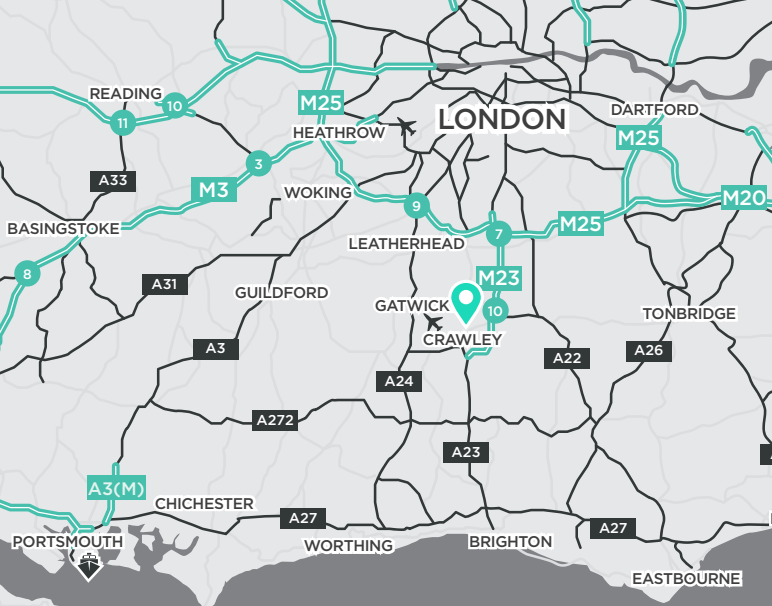 READING
10
M25
11
HEATHROW
LONDON
DARTFORD
M25
3
A33
M3
WOKING
9
M20
BASINGSTOKE
LEATHERHEAD
7
M25
8
A31
GUILDFORD
M23
GATWICK
10
CRAWLEY
TONBRIDGE
A3
A22
A26
A24
A272
A23
A3(M)
CHICHESTER
A27
A27
PORTSMOUTH
WORTHING
BRIGHTON
EASTBOURNE